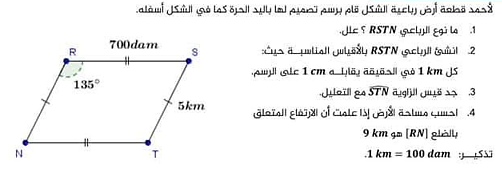 لأحمد قطعة أرض رباعية الشكل قام برسم تصميم لها باليد الحرة كما في الشكل أسفله.
1. ما نوع الرباعي RSTN ؟ علل.
2. انشئ الرباعي RSTN بالأقياس المناسبة حيث:
كل 1 km في الحقيقة يقابله 1 cm على الرسم.
3. جد قيس الزاوية STN مع التعليل.
4. احسب مساحة الأرض إذا علمت أن الارتفاع المتعلق
بالضلع [RN] هو 9 km
تذكير: 1 km = 100 dam.
R
700dam
S
135°
5km
N
T